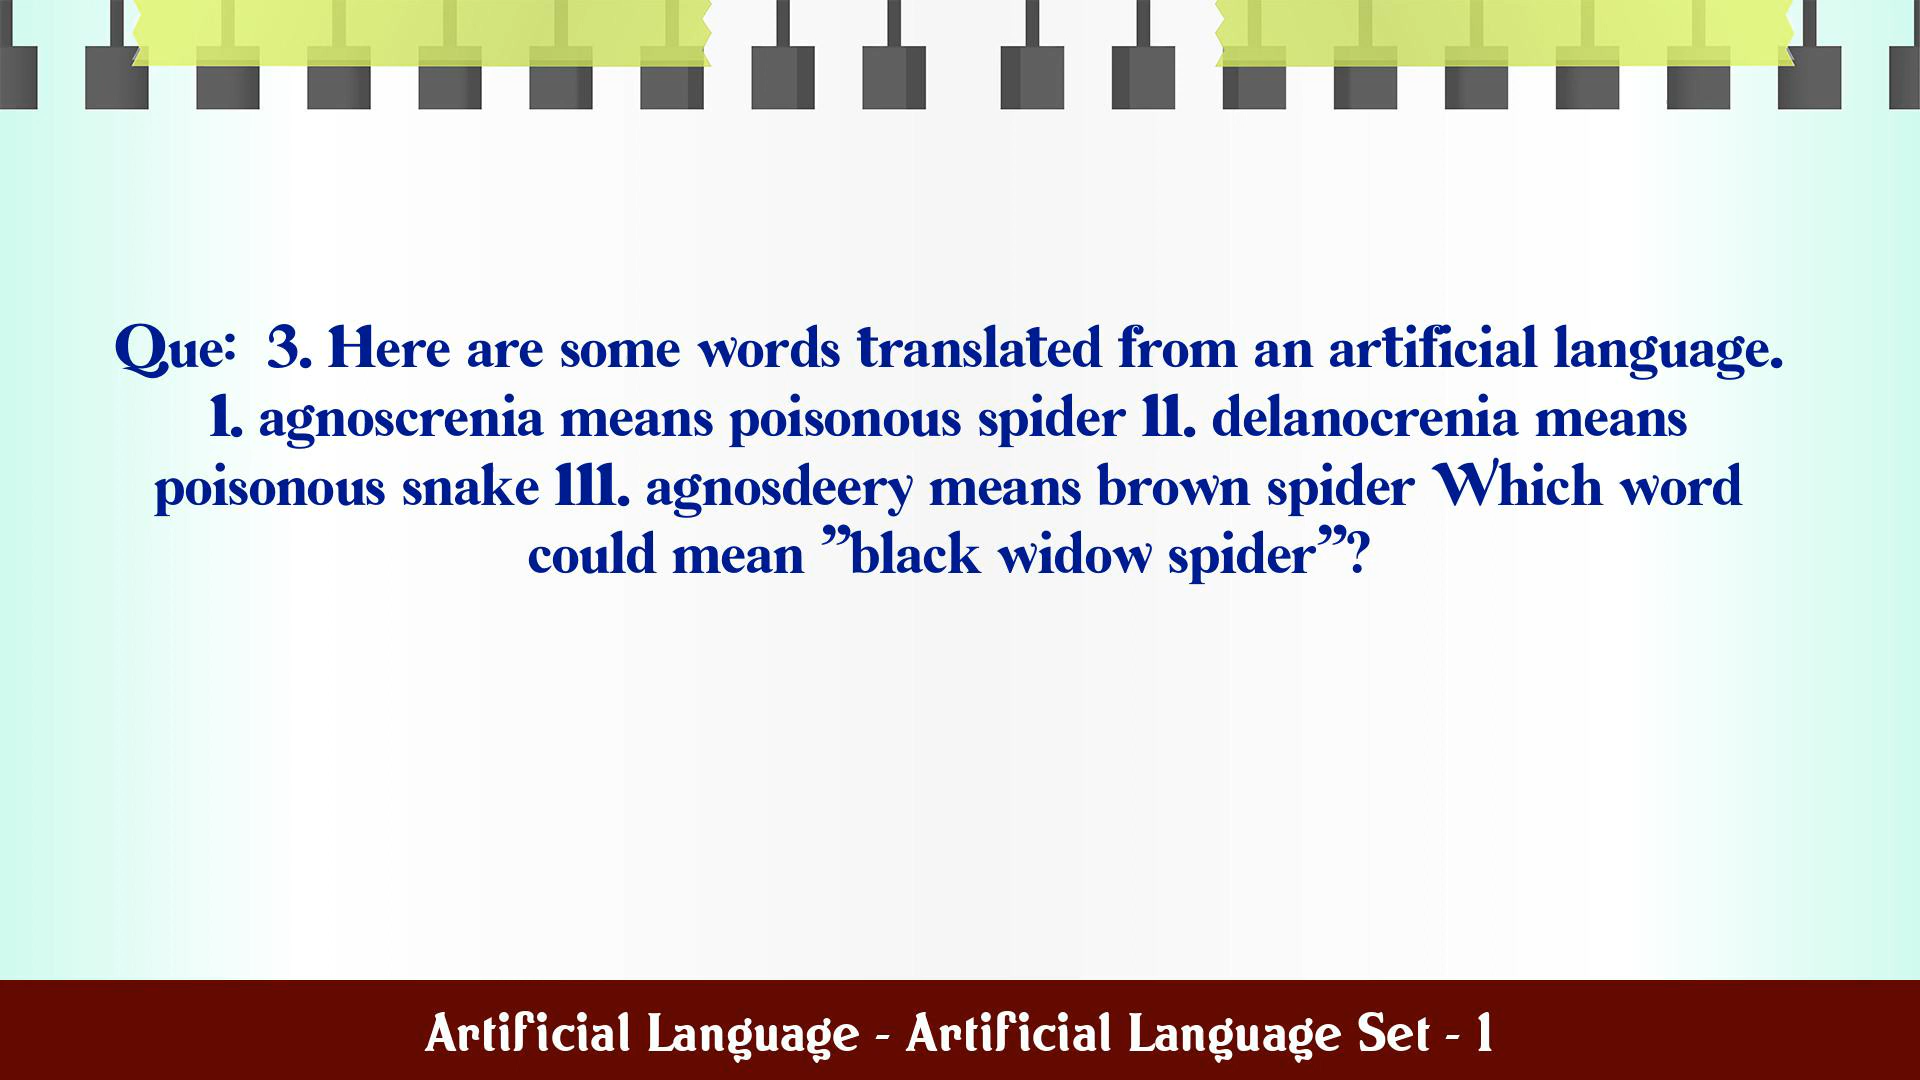 Que:  3. Here are some words translated from an artificial language.
1. agnoscrenia means poisonous spider 11. delanocrenia means
poisonous snake 111. agnosdeery means brown spider Which word
could mean ”black widow spider”?
Artificial Language - Artificial Language Set - 1